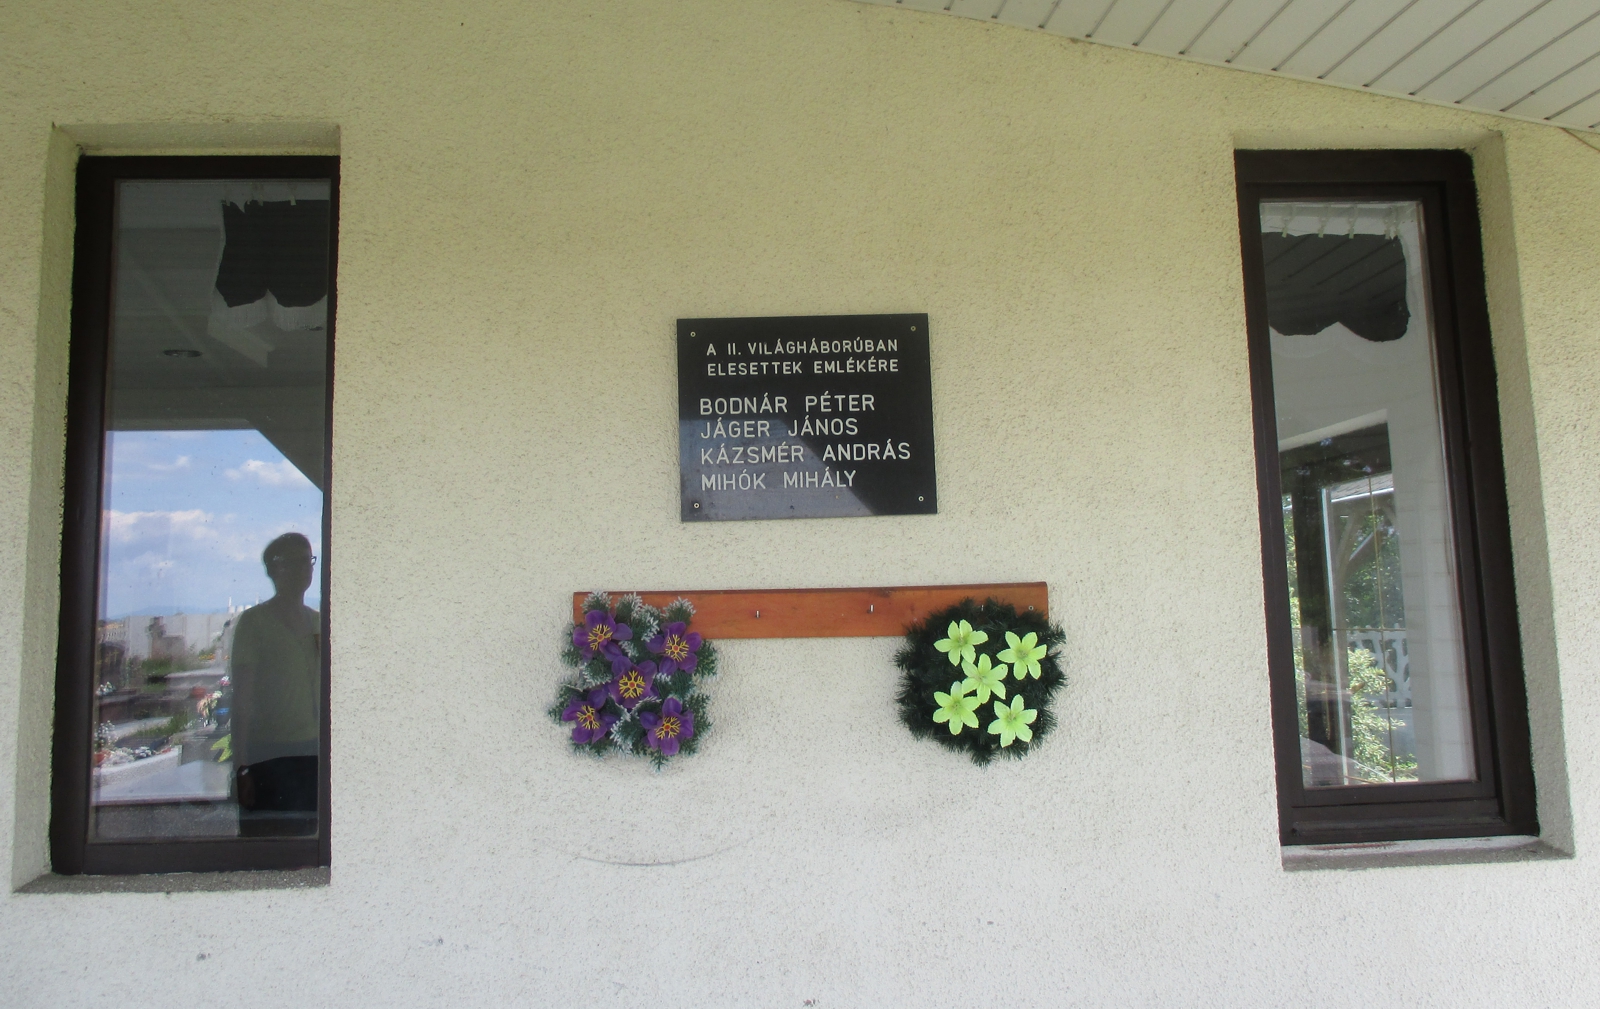 A II. VILÁGHÁBORÚBAN
ELESETTEK EMLÉKÉRE
BODNÁR PÉTER
JÁGER JÁNOS
KÁZSMÉR ANDRÁS
MIHÓK MIHÁLY